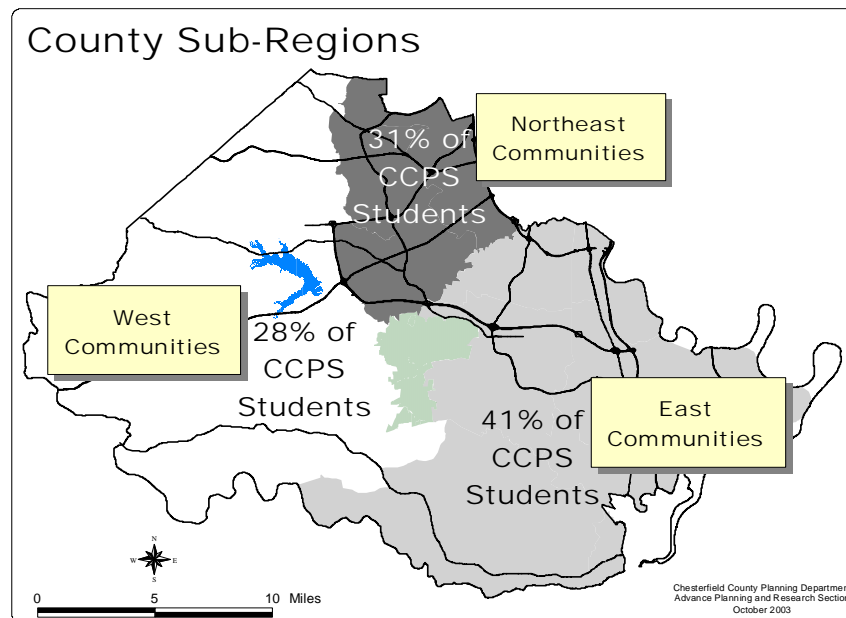 County Sub-Regions
Northeast
Communities
31% of
CCPS
Students
West
Communities
28% of
CCPS
Students
East
Communities
41% of
CCPS
Students
N
W E
S
0 5 10 Miles
Chesterfield County Planning Departmen
Advance Planning and Research Section
October 2003